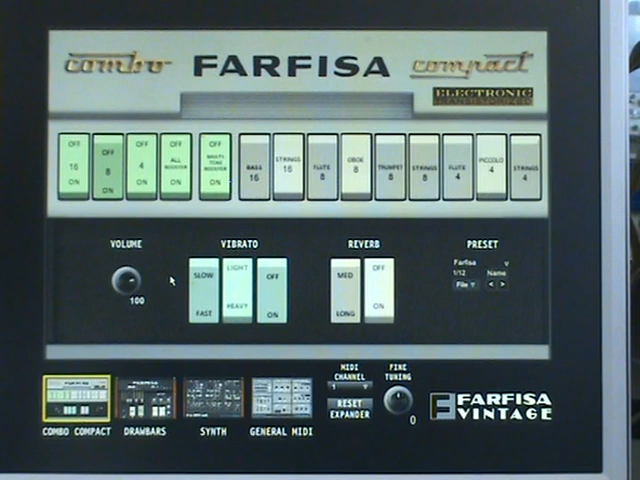 combo FARFISA compact
ELECTRONIC
TRANSISTORIZED
OFF 16 ON
OFF 8 ON
OFF 4 ON
OFF ALL BOOSTER ON
OFF MULTI TONE BOOSTER ON
BASS 16
STRINGS 16
FLUTE 8
OBOE 8
TRUMPET 8
STRINGS 8
FLUTE 4
PICCOLO 4
STRINGS 4
VOLUME
100
VIBRATO
SLOW FAST
LIGHT HEAVY
OFF ON
REVERB
MED LONG
OFF ON
PRESET
Farfisa
1/12 Name
File < >
COMBO COMPACT
DRAWBARS
SYNTH
GENERAL MIDI
MIDI
CHANNEL
1
RESET
EXPANDER
FINE
TUNING
0
FARFISA
VINTAGE